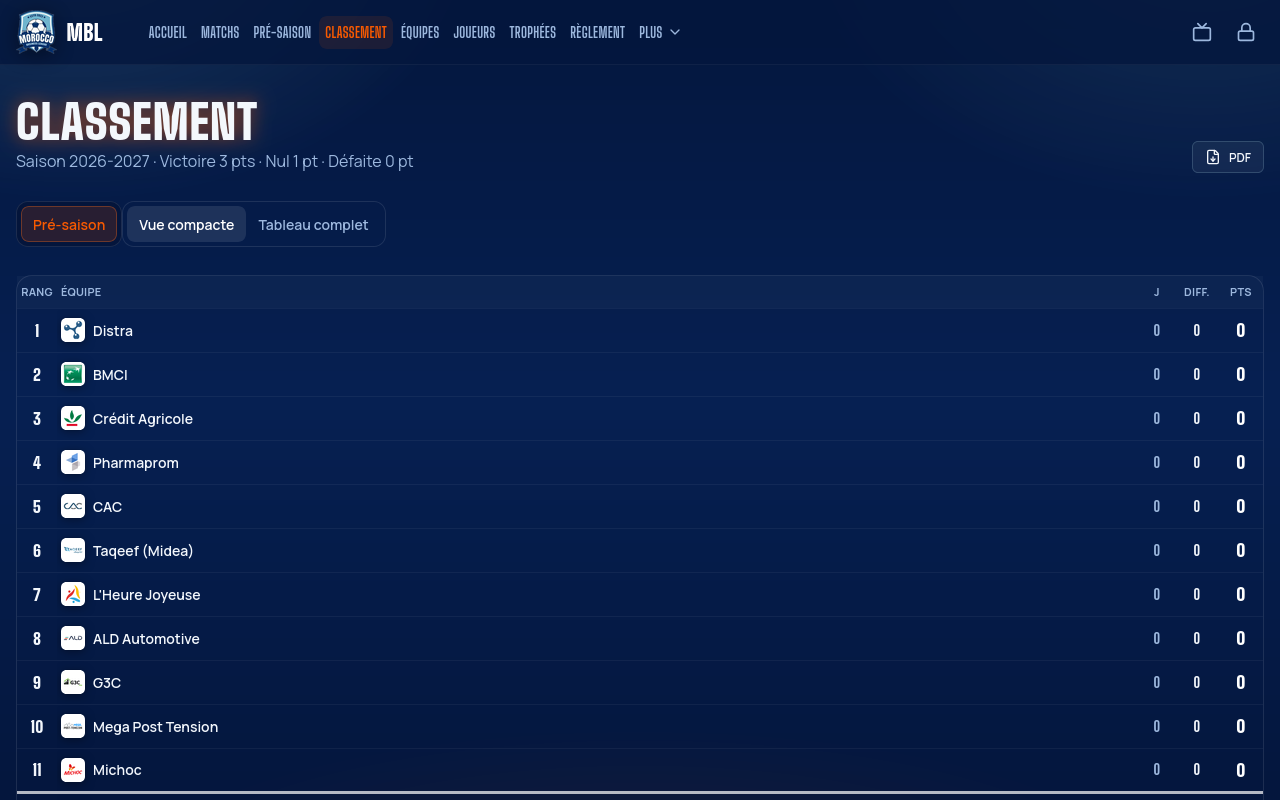 MOROCCO
MBL
ACCUEIL
MATCHS
PRÉ-SAISON
CLASSEMENT
ÉQUIPES
JOUEURS
TROPHÉES
RÈGLEMENT
PLUS
CLASSEMENT
Saison 2026-2027 · Victoire 3 pts · Nul 1 pt · Défaite 0 pt
PDF
Pré-saison
Vue compacte
Tableau complet
RANG ÉQUIPE J DIFF. PTS
1 Distra 0 0 0
2 BMCI 0 0 0
3 Crédit Agricole 0 0 0
4 Pharmaprom 0 0 0
5 CAC CAC 0 0 0
6 Taqeef (Midea) 0 0 0
7 L'Heure Joyeuse 0 0 0
8 ALD ALD Automotive 0 0 0
9 G3C G3C 0 0 0
10 Mega Post Tension 0 0 0
11 MICHOC Michoc 0 0 0